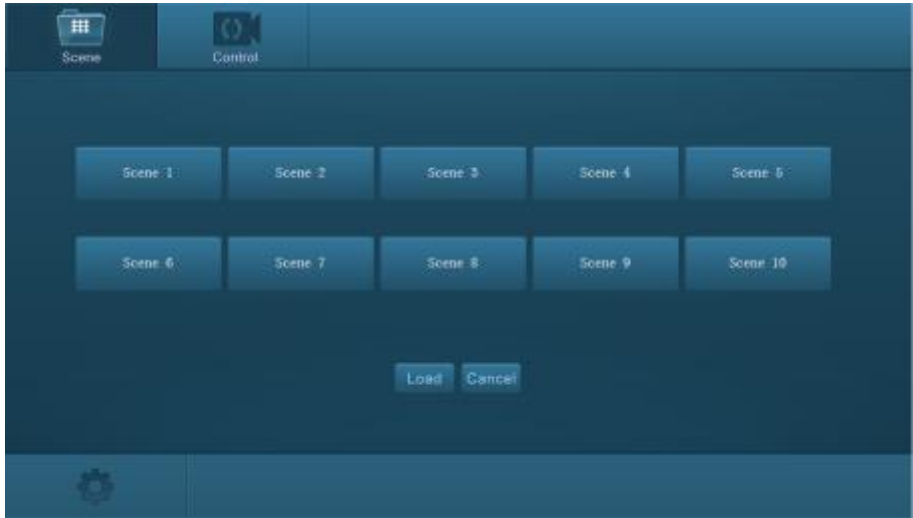 Scene
Control
Scene 1
Scene 2
Scene 3
Scene 4
Scene 5
Scene 6
Scene 7
Scene 8
Scene 9
Scene 10
Load
Cancel